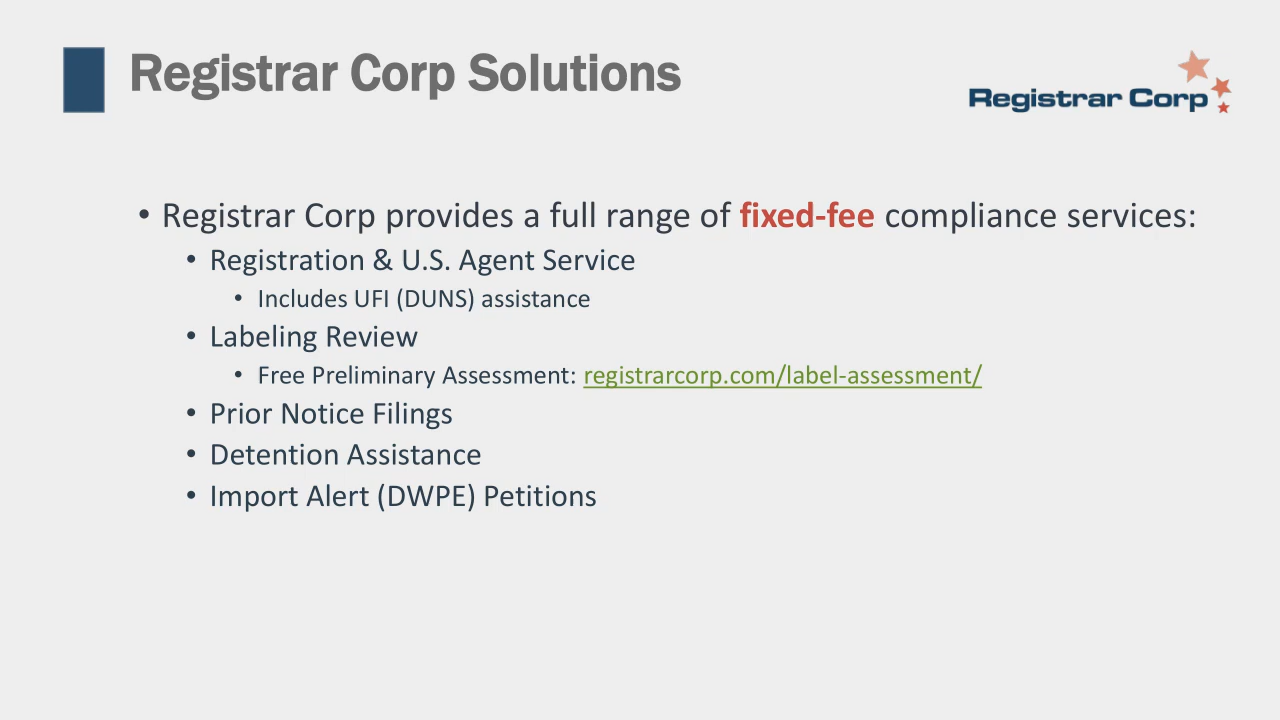 Registrar Corp Solutions
Registrar Corp
• Registrar Corp provides a full range of fixed-fee compliance services:
• Registration & U.S. Agent Service
• Includes UFI (DUNS) assistance
• Labeling Review
• Free Preliminary Assessment: registrarcorp.com/label-assessment/
• Prior Notice Filings
• Detention Assistance
• Import Alert (DWPE) Petitions